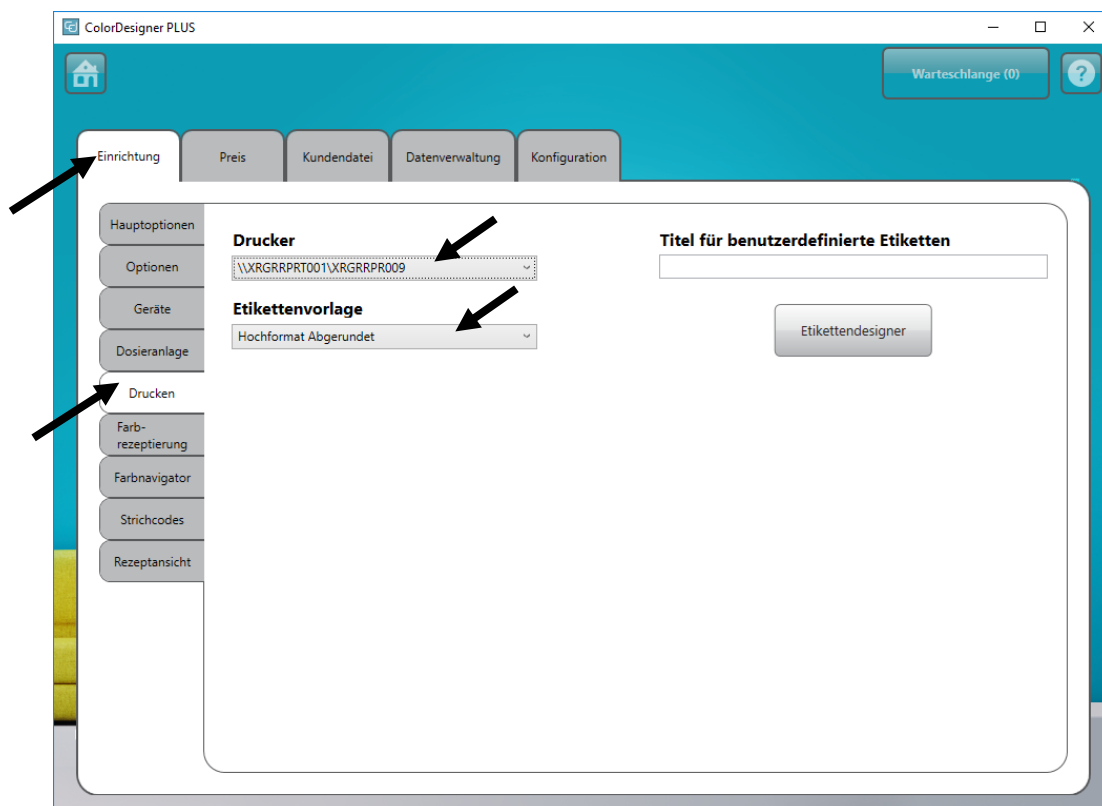 ColorDesigner PLUS
Warteschlange (0)
?
Einrichtung
Preis
Kundendatei
Datenverwaltung
Konfiguration
Hauptoptionen
Optionen
Geräte
Dosieranlage
Drucken
Farb-
rezeptierung
Farbnavigator
Strichcodes
Rezeptansicht
Drucker
\\XRGRRPRT001\XRGRRPR009
Etikettenvorlage
Hochformat Abgerundet
Titel für benutzerdefinierte Etiketten
Etikettendesigner